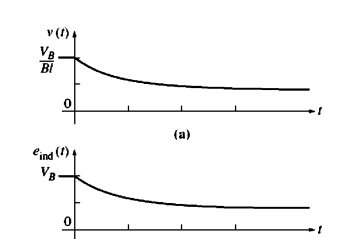 v(t)
V_B
Bl
0
t
(a)
e_ind(t)
V_B
0
t